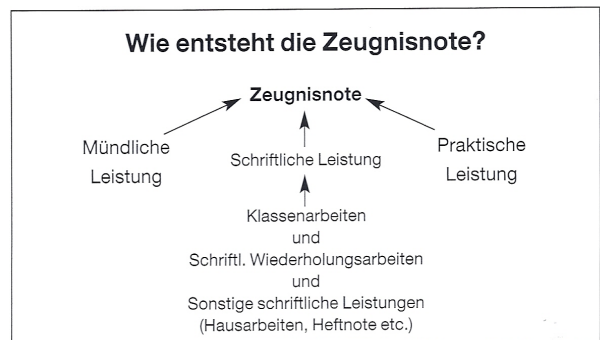 Wie entsteht die Zeugnisnote?
Zeugnisnote
Mündliche
Leistung
Schriftliche Leistung
Praktische
Leistung
Klassenarbeiten
und
Schriftl. Wiederholungsarbeiten
und
Sonstige schriftliche Leistungen
(Hausarbeiten, Heftnote etc.)